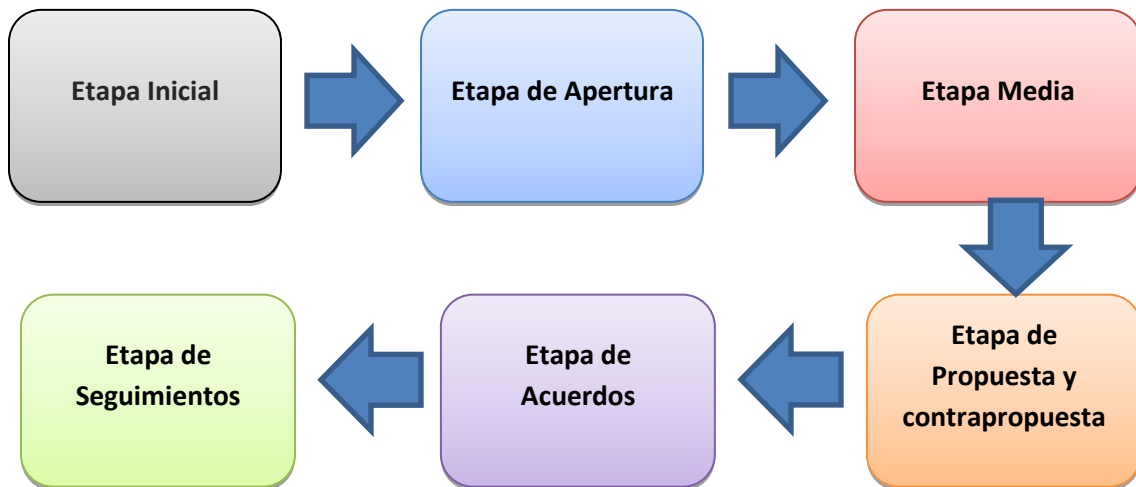 Etapa Inicial
Etapa de Apertura
Etapa Media
Etapa de
Propuesta y
contrapropuesta
Etapa de
Acuerdos
Etapa de
Seguimientos